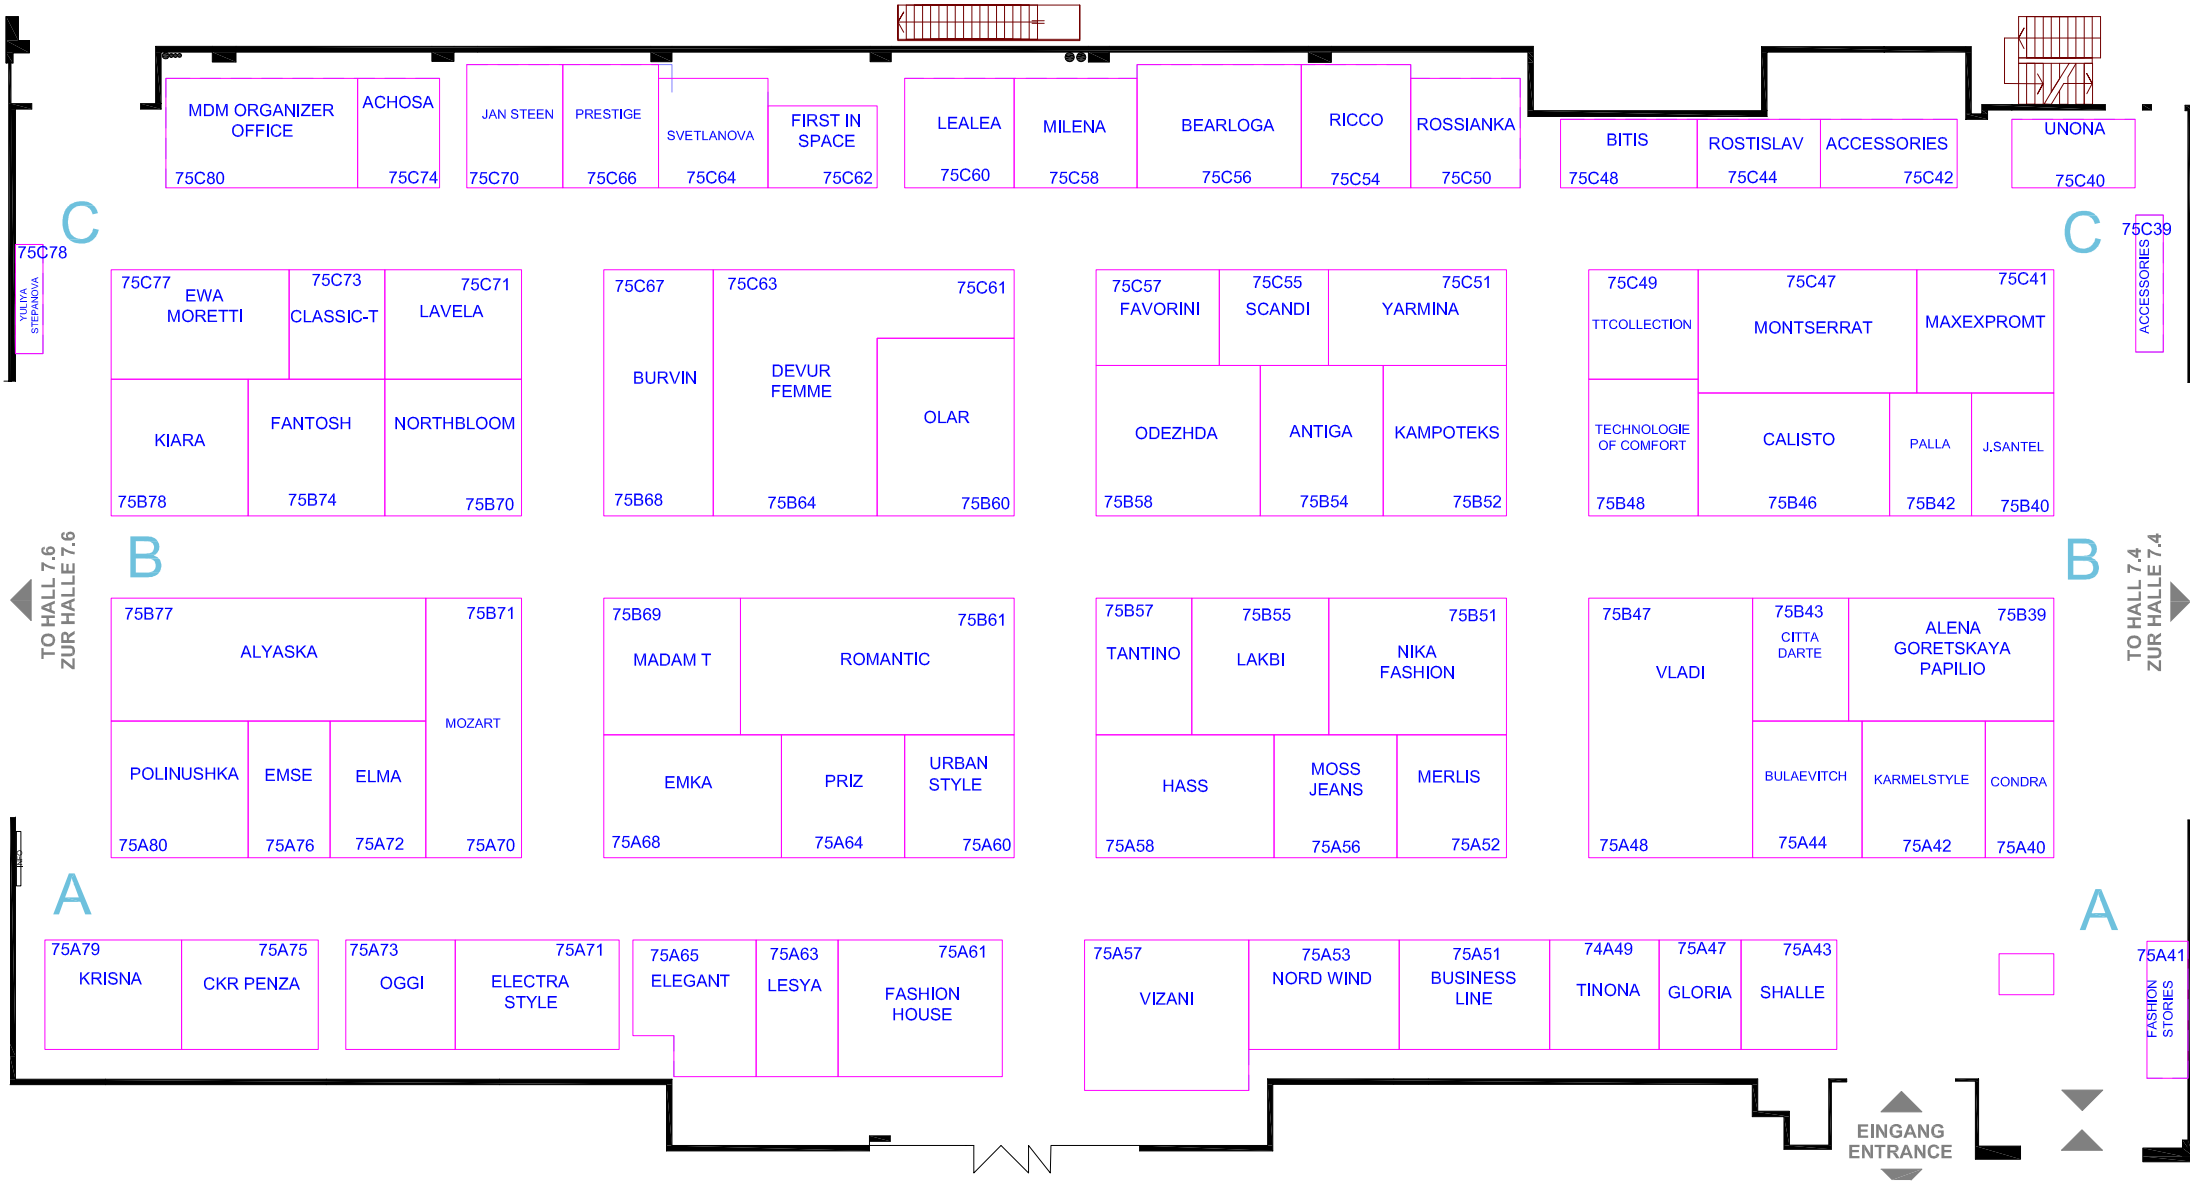 MDM ORGANIZER
OFFICE
75C80
ACHOSA
75C74
JAN STEEN
75C70
PRESTIGE
75C66
SVETLANOVA
75C64
FIRST IN
SPACE
75C62
LEALEA
75C60
MILENA
75C58
BEARLOGA
75C56
RICCO
75C54
ROSSIANKA
75C50
BITIS
75C48
ROSTISLAV
75C44
ACCESSORIES
75C42
UNONA
75C40
C
C
75C78
YULIYA
STEPANOVA
75C39
ACCESSORIES
75C77
EWA
MORETTI
75C73
CLASSIC-T
75C71
LAVELA
KIARA
75B78
FANTOSH
75B74
NORTHBLOOM
75B70
75C67
BURVIN
75B68
75C63
75C61
DEVUR
FEMME
75B64
OLAR
75B60
75C57
FAVORINI
75C55
SCANDI
75C51
YARMINA
ODEZHDA
75B58
ANTIGA
75B54
KAMPOTEKS
75B52
75C49
TTCOLLECTION
75C47
MONTSERRAT
75C41
MAXEXPROMT
TECHNOLOGIE
OF COMFORT
75B48
CALISTO
75B46
PALLA
75B42
J.SANTEL
75B40
TO HALL 7.6
ZUR HALLE 7.6
B
B
TO HALL 7.4
ZUR HALLE 7.4
75B77
ALYASKA
75B71
MOZART
75A70
POLINUSHKA
75A80
EMSE
75A76
ELMA
75A72
75B69
MADAM T
75B61
ROMANTIC
EMKA
75A68
PRIZ
75A64
URBAN
STYLE
75A60
75B57
TANTINO
75B55
LAKBI
75B51
NIKA
FASHION
HASS
75A58
MOSS
JEANS
75A56
MERLIS
75A52
75B47
VLADI
75A48
75B43
CITTA
DARTE
75B39
ALENA
GORETSKAYA
PAPILIO
BULAEVITCH
75A44
KARMELSTYLE
75A42
CONDRA
75A40
A
A
75A79
KRISNA
75A75
CKR PENZA
75A73
OGGI
75A71
ELECTRA
STYLE
75A65
ELEGANT
75A63
LESYA
75A61
FASHION
HOUSE
75A57
VIZANI
75A53
NORD WIND
75A51
BUSINESS
LINE
74A49
TINONA
75A47
GLORIA
75A43
SHALLE
75A41
FASHION
STORIES
EINGANG
ENTRANCE